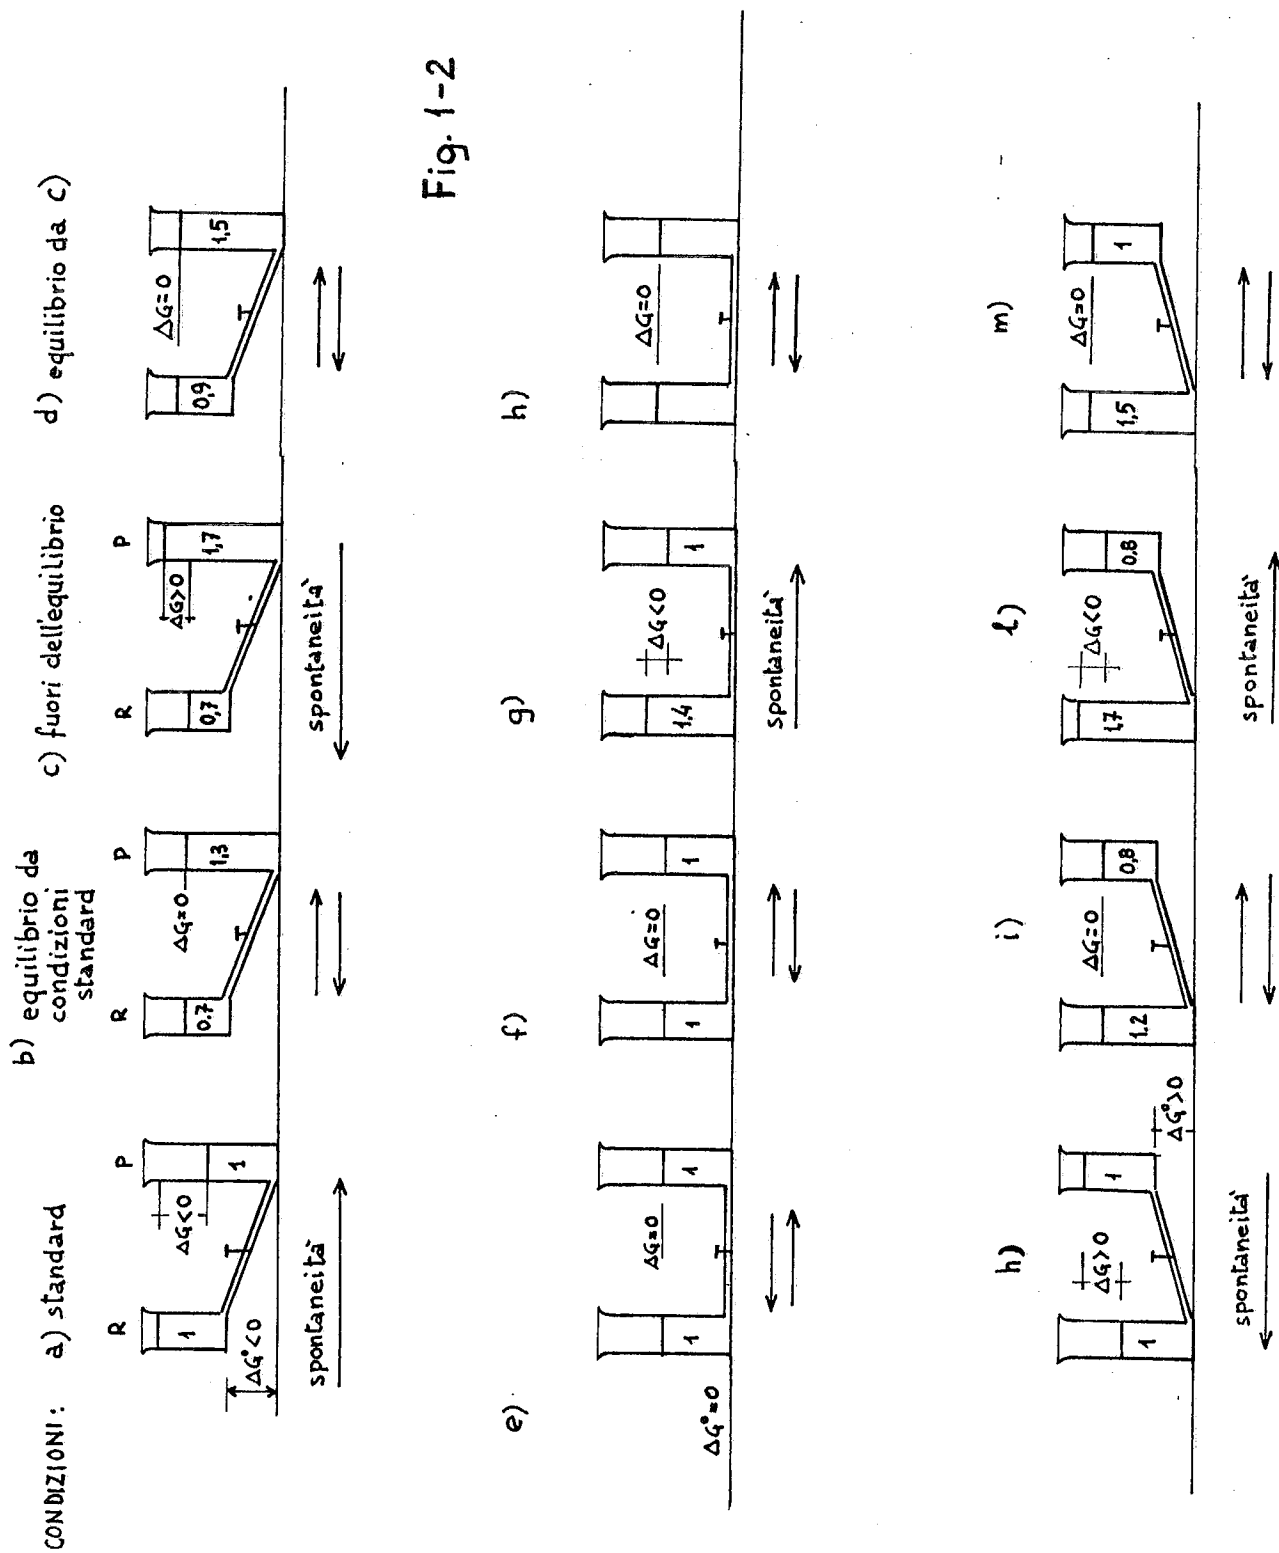 CONDIZIONI:
a) standard
R
P
1
1
ΔG<0
ΔG°<0
spontaneità
b) equilibrio da
condizioni
standard
R
P
0.7
1,3
ΔG=0
c) fuori dell'equilibrio
R
P
0,7
1,7
ΔG>0
spontaneità
d) equilibrio da c)
0,9
1,5
ΔG=0
Fig. 1-2
e)
ΔG°=0
1
1
ΔG=0
f)
1
1
ΔG=0
g)
1,4
1
ΔG<0
spontaneità
h)
ΔG=0
h)
1
1
ΔG>0
ΔG°>0
spontaneità
i)
1.2
0,8
ΔG=0
l)
1,7
0,8
ΔG<0
spontaneità
m)
1,5
1
ΔG=0